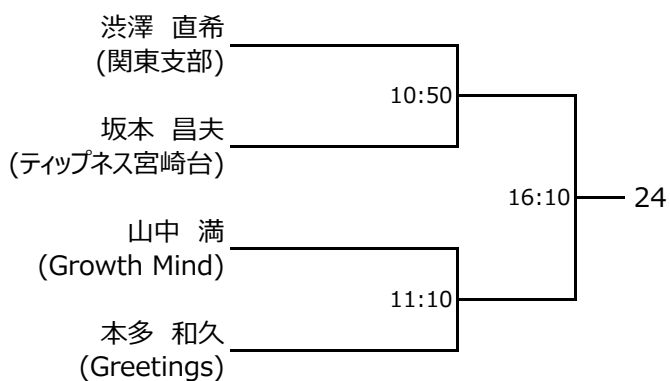 渋澤 直希
(関東支部)
10:50
坂本 昌夫
(ティップネス宮崎台)
16:10
24
山中 満
(Growth Mind)
11:10
本多 和久
(Greetings)